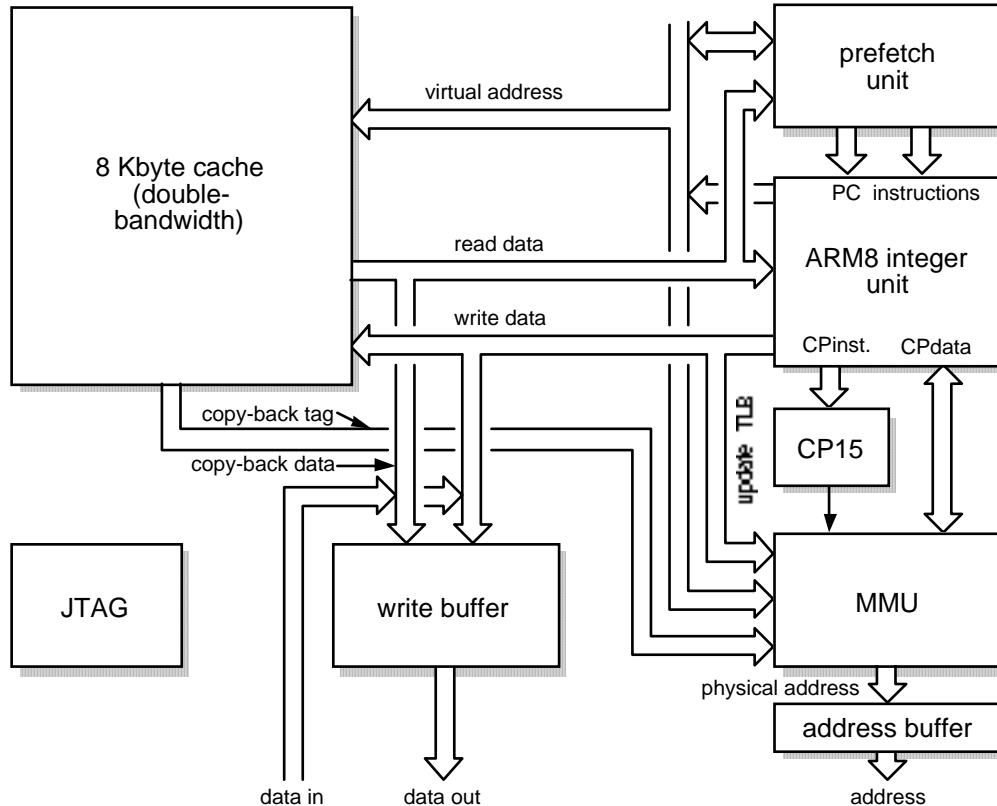 prefetch
unit
virtual address
8 Kbyte cache
(double-
bandwidth)
PC instructions
read data
ARM8 integer
unit
write data
CPinst. CPdata
copy-back tag
update TLB
CP15
copy-back data
JTAG
write buffer
MMU
physical address
address buffer
data in
data out
address